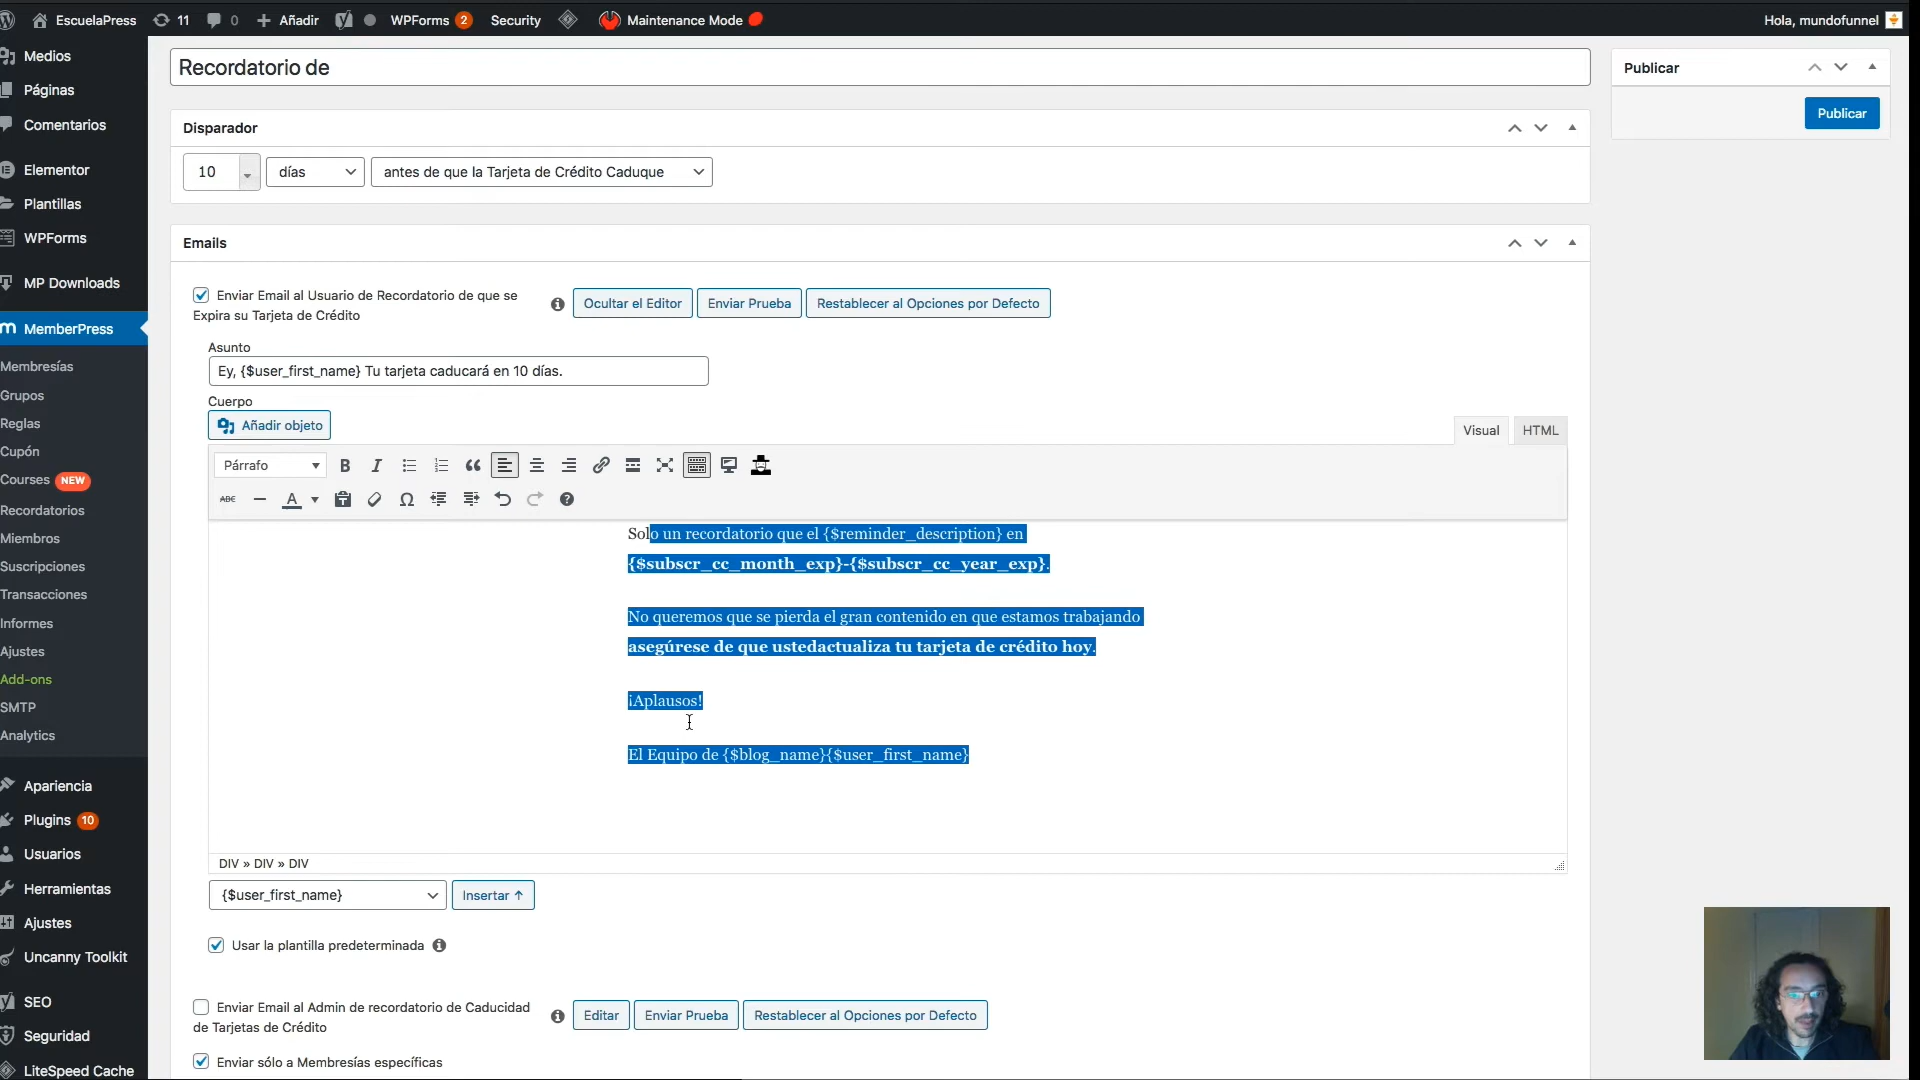 EscuelaPress
11
0
Añadir
WPForms 2
Security
Maintenance Mode
Hola, mundofunnel
Medios
Páginas
Comentarios
Elementor
Plantillas
WPForms
MP Downloads
MemberPress
Membresías
Grupos
Reglas
Cupón
Courses NEW
Recordatorios
Miembros
Suscripciones
Transacciones
Informes
Ajustes
Add-ons
SMTP
Analytics
Apariencia
Plugins 10
Usuarios
Herramientas
Ajustes
Uncanny Toolkit
SEO
Seguridad
LiteSpeed Cache
Recordatorio de
Disparador
10
días
antes de que la Tarjeta de Crédito Caduque
Emails
Enviar Email al Usuario de Recordatorio de que se
Expira su Tarjeta de Crédito
Ocultar el Editor
Enviar Prueba
Restablecer al Opciones por Defecto
Asunto
Ey, {$user_first_name} Tu tarjeta caducará en 10 días.
Cuerpo
Añadir objeto
Visual
HTML
Párrafo
B
I
ABC
A
Solo un recordatorio que el {$reminder_description} en
{$subscr_cc_month_exp}-{$subscr_cc_year_exp}.
No queremos que se pierda el gran contenido en que estamos trabajando
asegúrese de que ustedactualiza tu tarjeta de crédito hoy.
¡Aplausos!
El Equipo de {$blog_name}{$user_first_name}
DIV » DIV » DIV
{$user_first_name}
Insertar ↑
Usar la plantilla predeterminada
Enviar Email al Admin de recordatorio de Caducidad
de Tarjetas de Crédito
Editar
Enviar Prueba
Restablecer al Opciones por Defecto
Enviar sólo a Membresías específicas
Publicar
Publicar